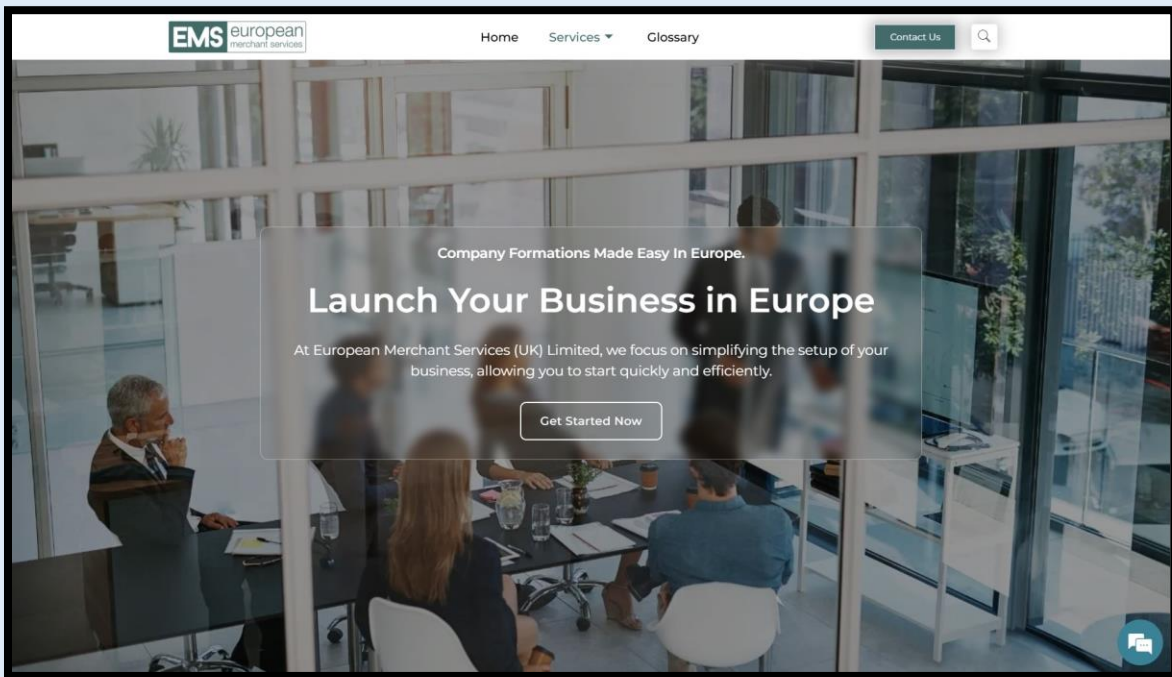 EMS european
merchant services
Home Services Glossary Contact Us
Company Formations Made Easy In Europe.
Launch Your Business in Europe
At European Merchant Services (UK) Limited, we focus on simplifying the setup of your
business, allowing you to start quickly and efficiently.
Get Started Now